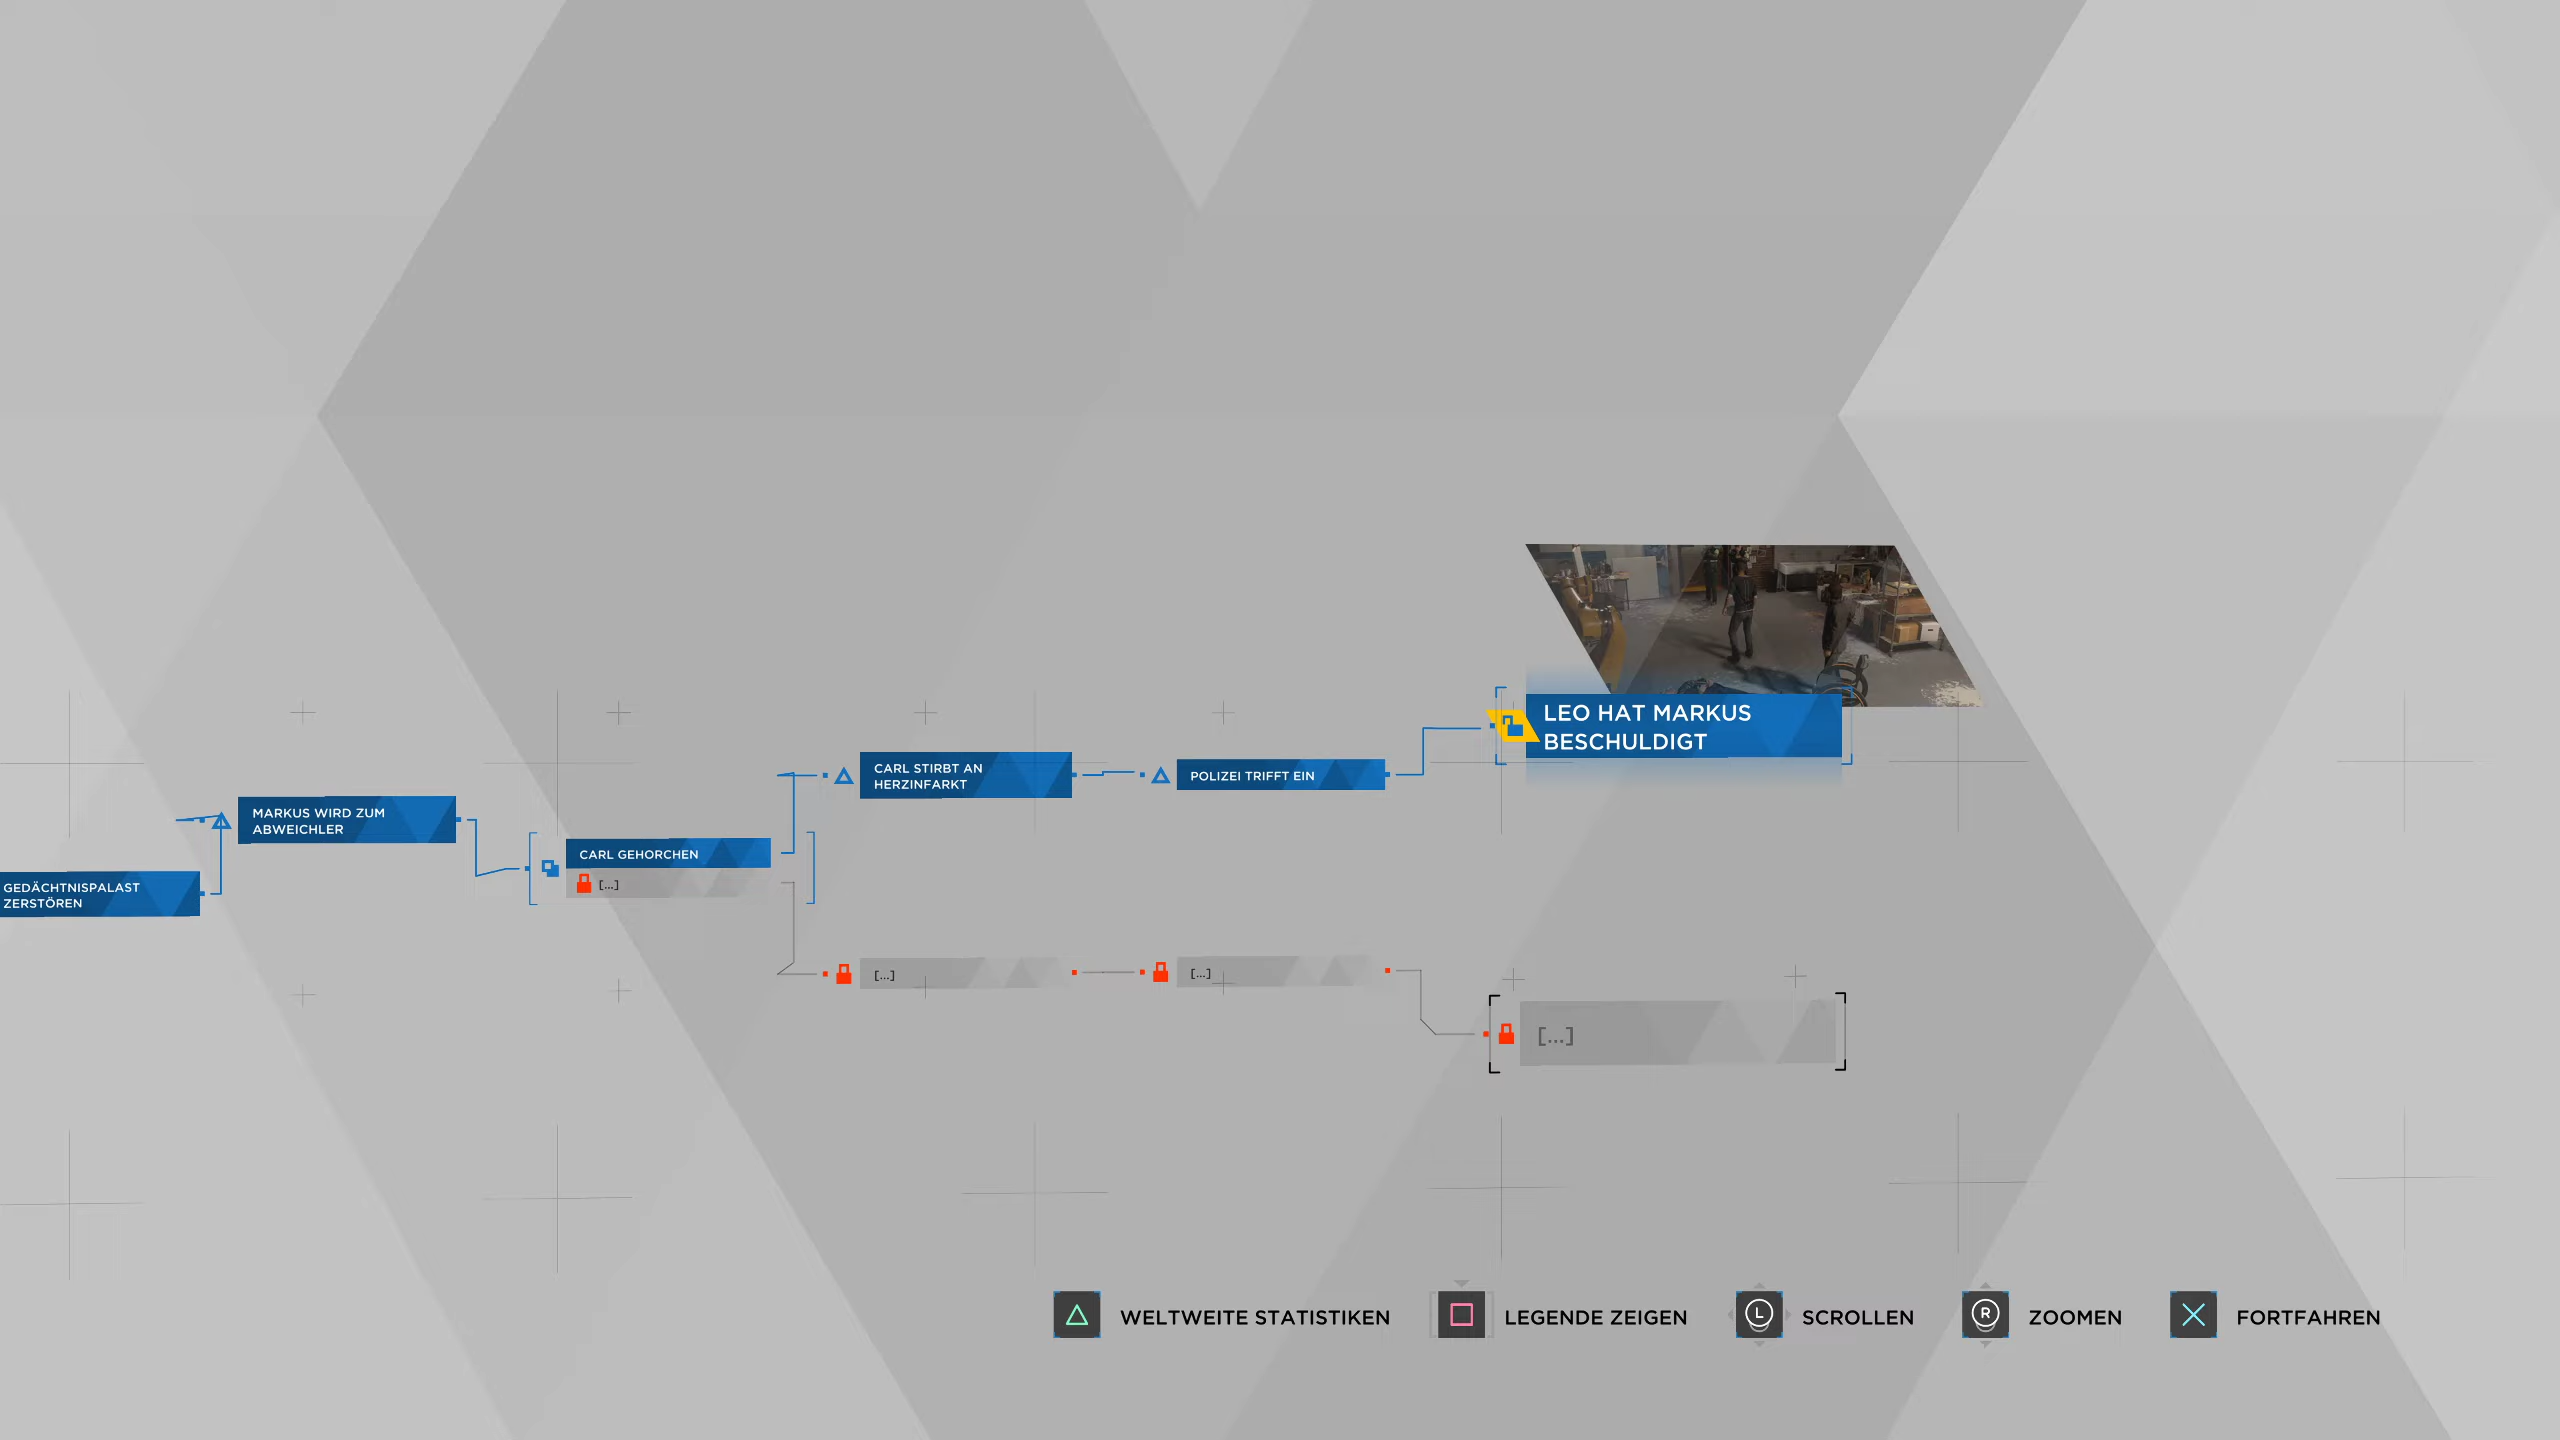 LEO HAT MARKUS
BESCHULDIGT
CARL STIRBT AN
HERZINFARKT
POLIZEI TRIFFT EIN
MARKUS WIRD ZUM
ABWEICHLER
CARL GEHORCHEN
[...]
GEDÄCHTNISPALAST
ZERSTÖREN
[...]
[...]
[...]
WELTWEITE STATISTIKEN
LEGENDE ZEIGEN
L
SCROLLEN
R
ZOOMEN
FORTFAHREN